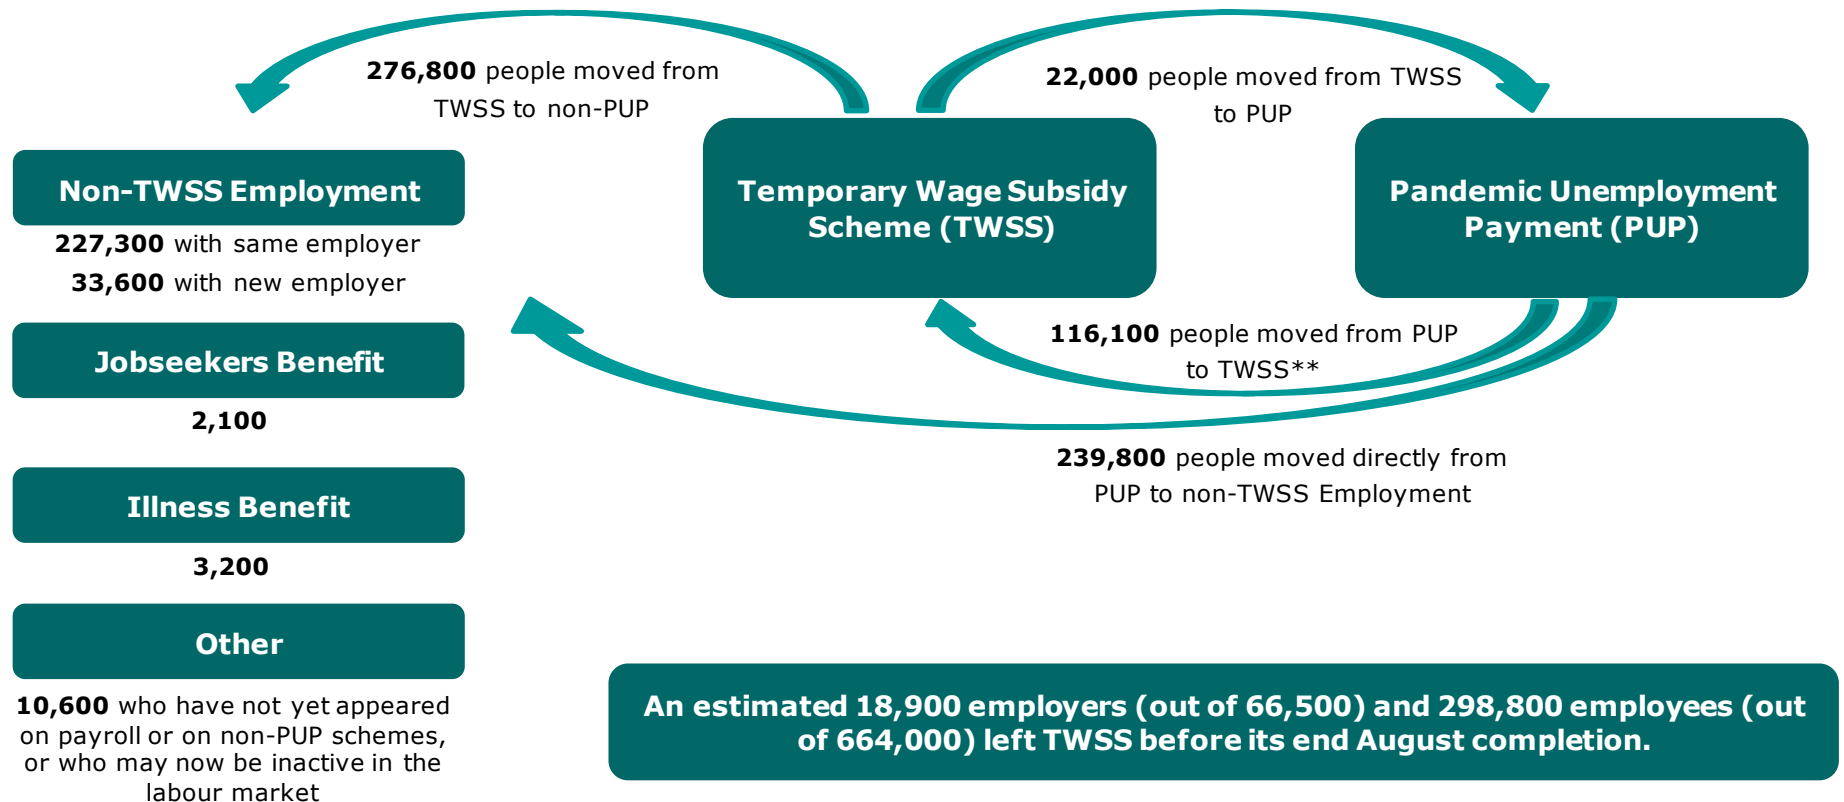 276,800 people moved from
TWSS to non-PUP
22,000 people moved from TWSS
to PUP
Non-TWSS Employment
227,300 with same employer
33,600 with new employer
Temporary Wage Subsidy
Scheme (TWSS)
Pandemic Unemployment
Payment (PUP)
Jobseekers Benefit
2,100
116,100 people moved from PUP
to TWSS**
239,800 people moved directly from
PUP to non-TWSS Employment
Illness Benefit
3,200
Other
10,600 who have not yet appeared
on payroll or on non-PUP schemes,
or who may now be inactive in the
labour market
An estimated 18,900 employers (out of 66,500) and 298,800 employees (out
of 664,000) left TWSS before its end August completion.